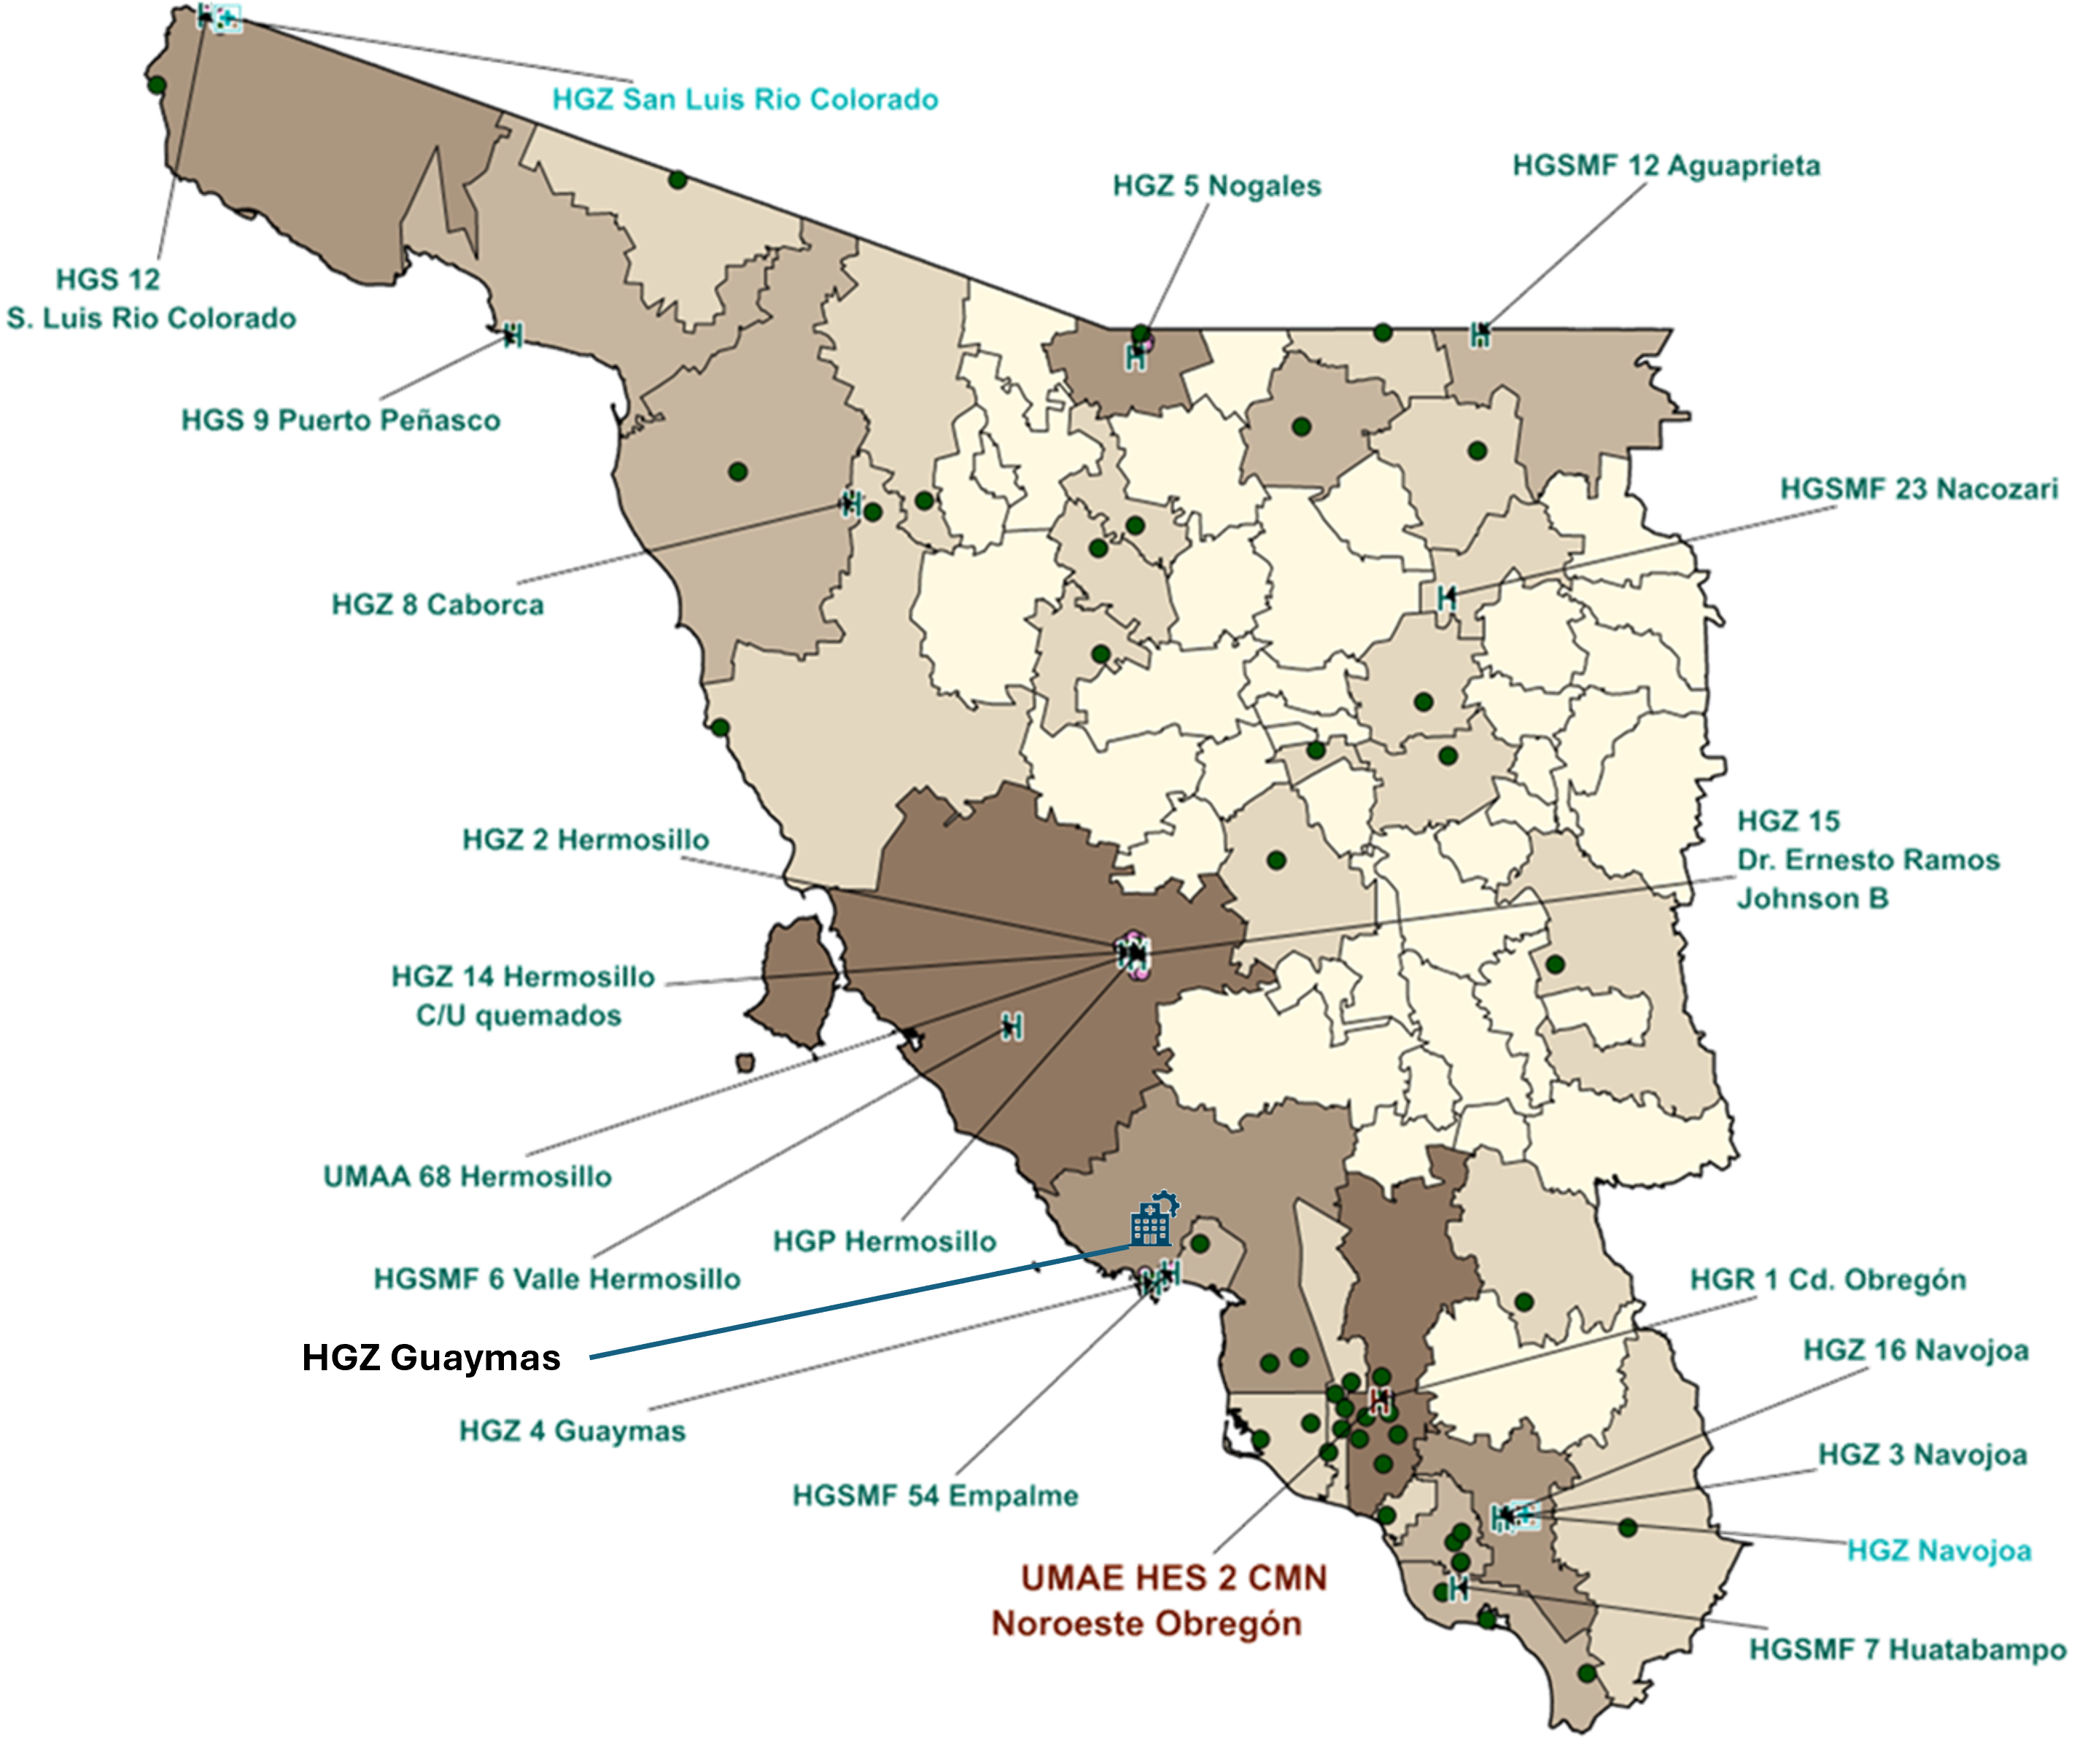 HGZ San Luis Rio Colorado
HGSMF 12 Aguaprieta
HGZ 5 Nogales
HGS 12
S. Luis Rio Colorado
HGS 9 Puerto Peñasco
HGSMF 23 Nacozari
HGZ 8 Caborca
HGZ 2 Hermosillo
HGZ 15
Dr. Ernesto Ramos
Johnson B
HGZ 14 Hermosillo
C/U quemados
UMAA 68 Hermosillo
HGP Hermosillo
HGSMF 6 Valle Hermosillo
HGR 1 Cd. Obregón
HGZ Guaymas
HGZ 16 Navojoa
HGZ 4 Guaymas
HGZ 3 Navojoa
HGSMF 54 Empalme
HGZ Navojoa
UMAE HES 2 CMN
Noroeste Obregón
HGSMF 7 Huatabampo